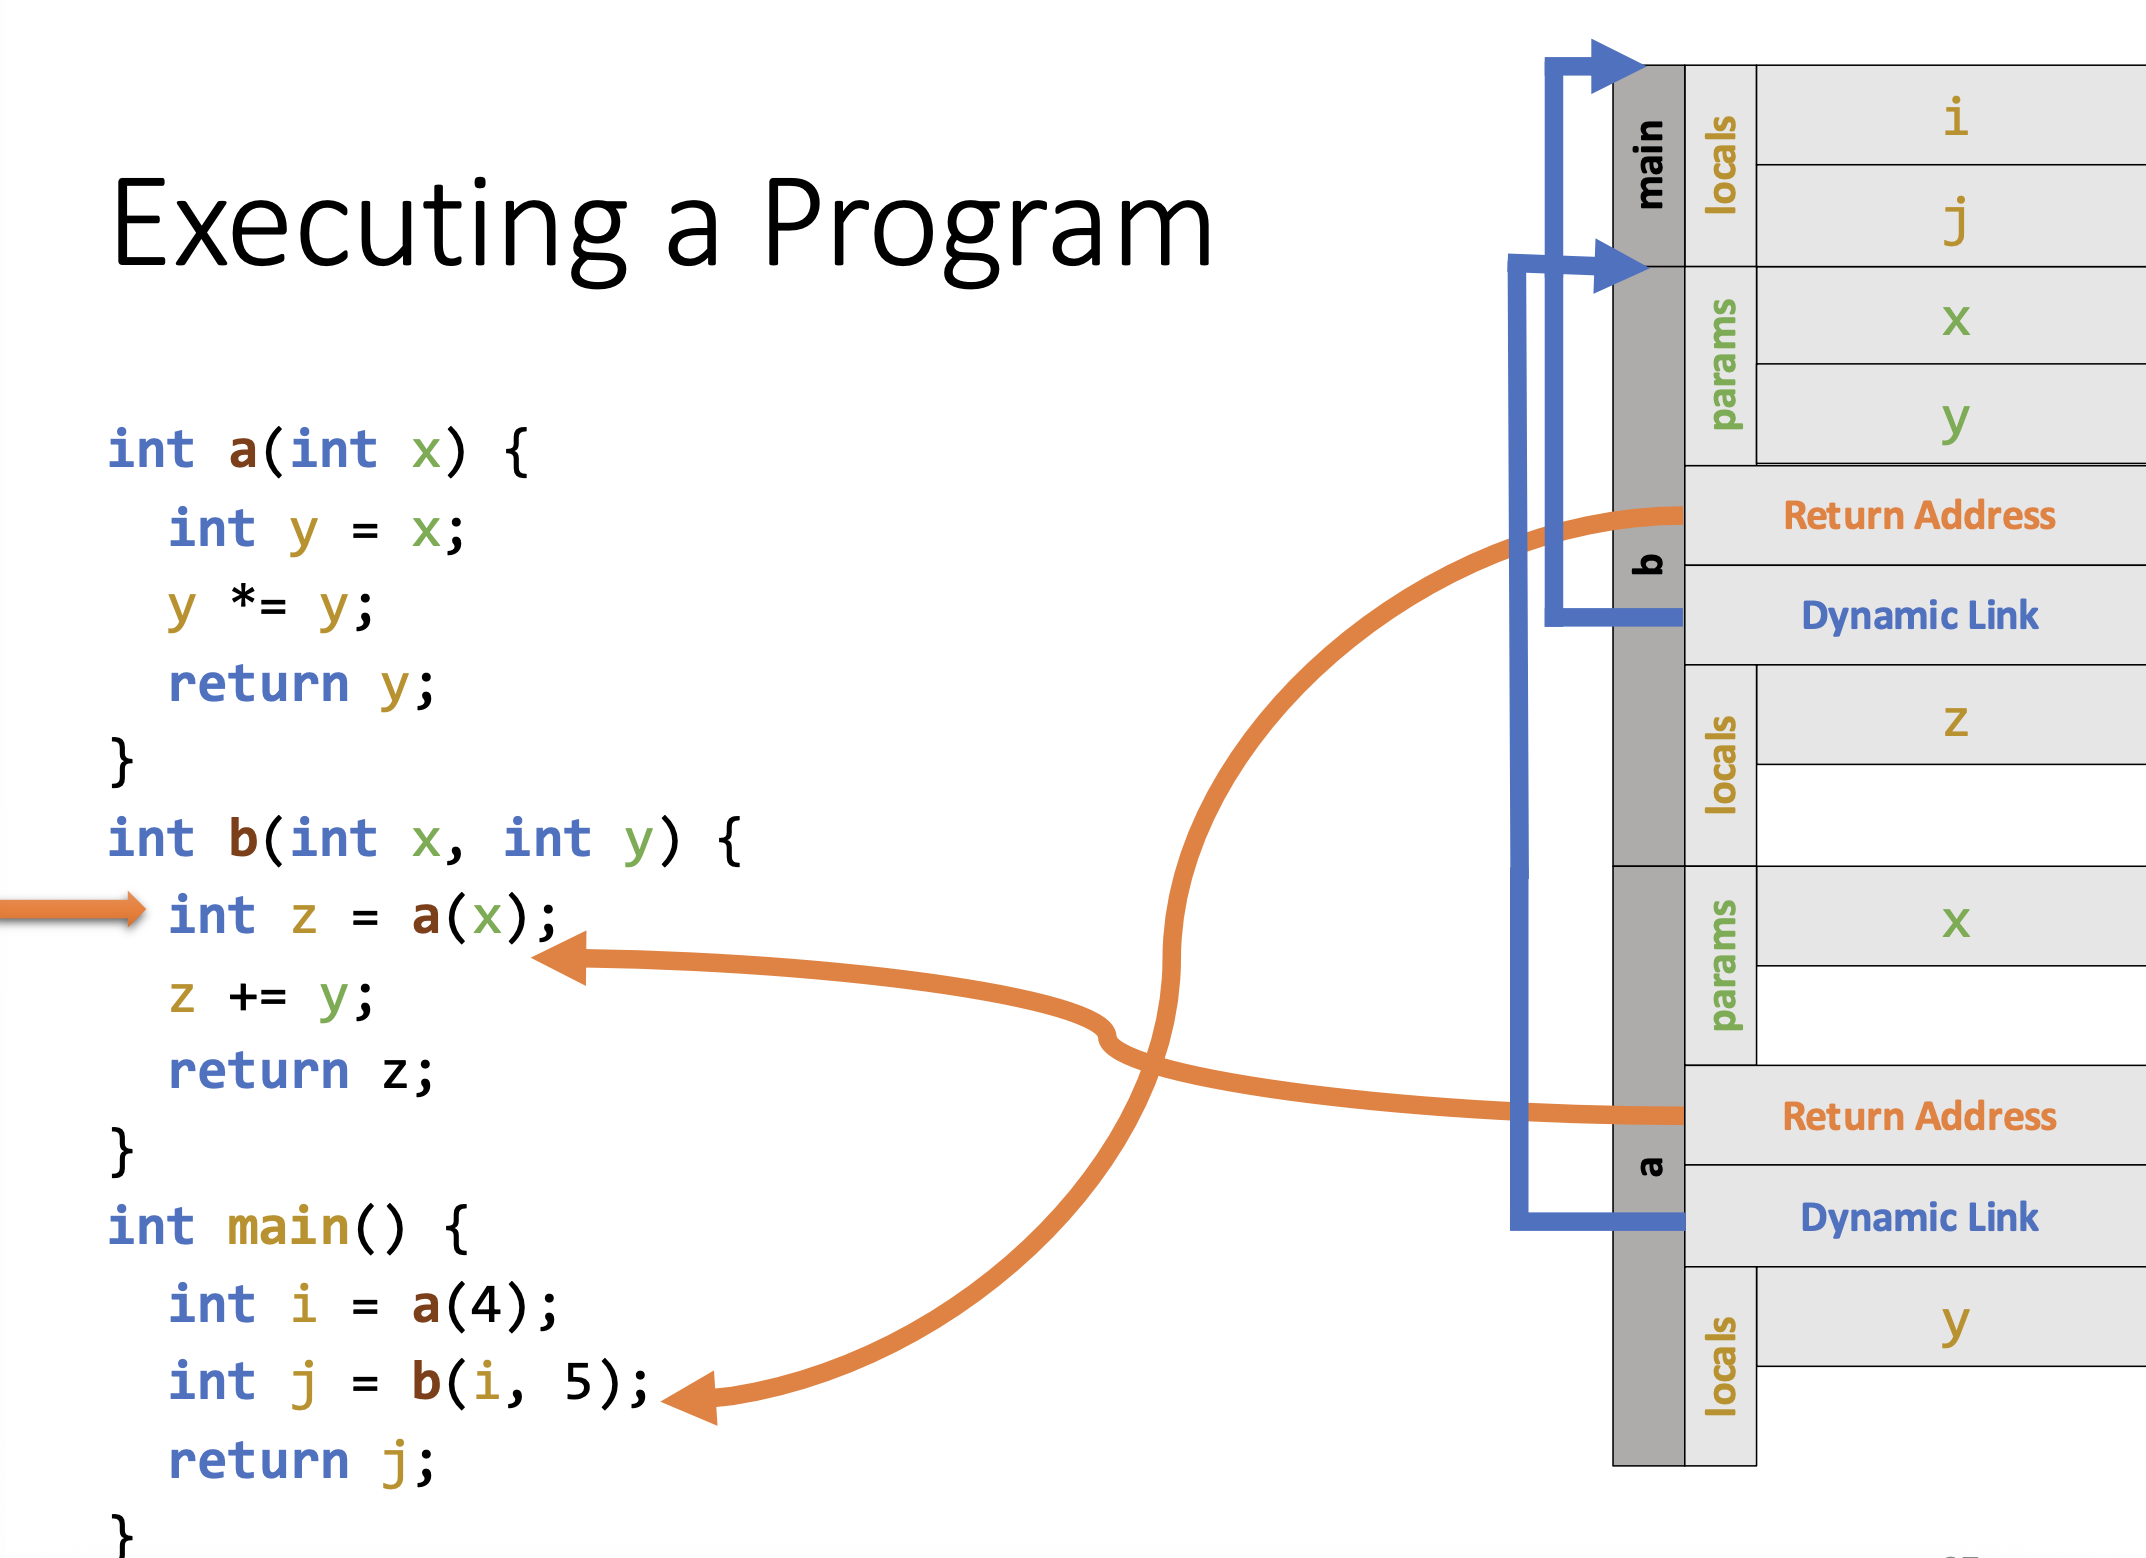 Executing a Program
int a(int x) {
int y = x;
y *= y;
return y;
}
int b(int x, int y) {
int z = a(x);
z += y;
return z;
}
int main() {
int i = a(4);
int j = b(i, 5);
return j;
}
main
locals
i
j
b
params
x
y
Return Address
Dynamic Link
locals
z
a
params
x
Return Address
Dynamic Link
locals
y